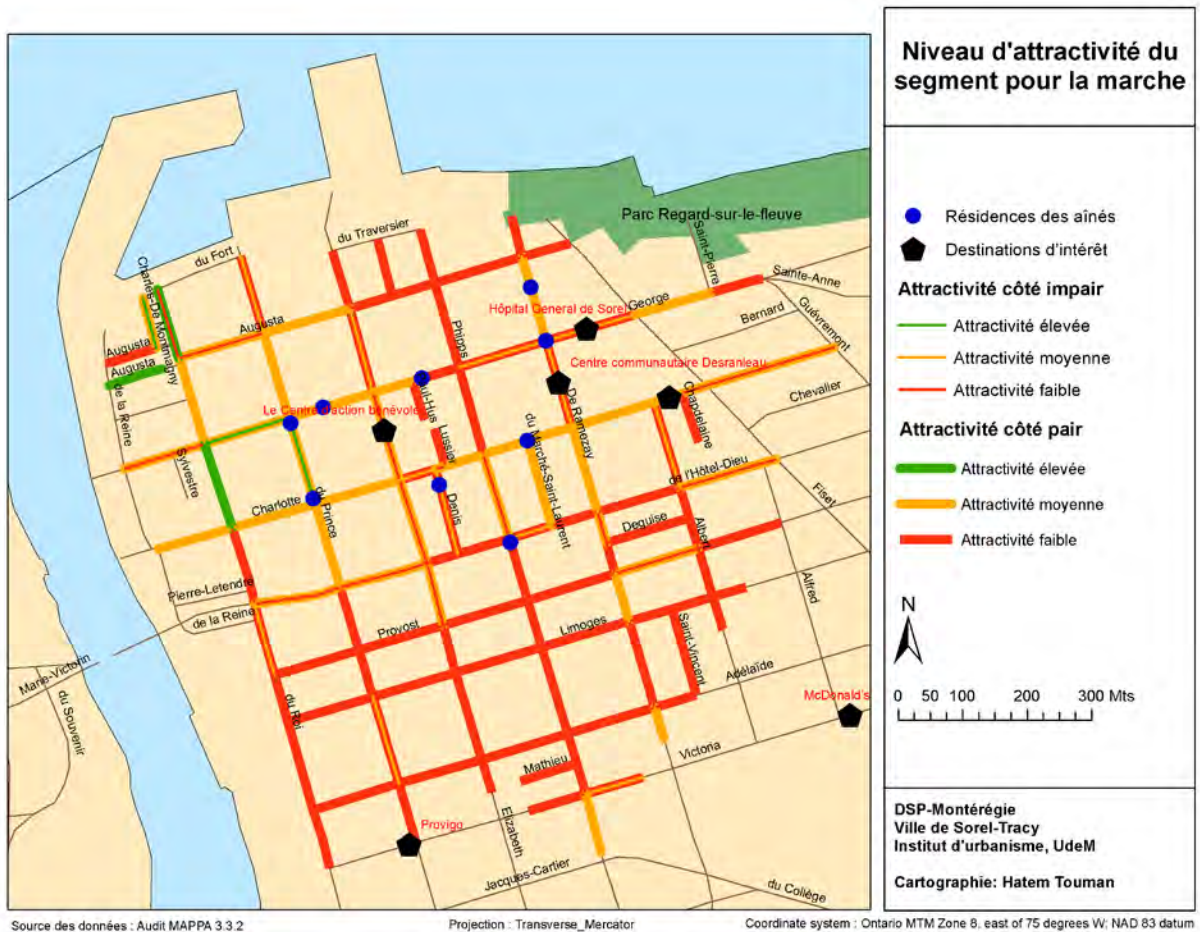 Niveau d'attractivité du
segment pour la marche
Résidences des aînés
Destinations d'intérêt
Attractivité côté impair
Attractivité élevée
Attractivité moyenne
Attractivité faible
Attractivité côté pair
Attractivité élevée
Attractivité moyenne
Attractivité faible
N
0 50 100 200 300 Mts
DSP-Montérégie
Ville de Sorel-Tracy
Institut d'urbanisme, UdeM
Cartographie: Hatem Touman
Parc Regard-sur-le-fleuve
du Traversier
du Fort
Saint-Pierre
Sainte-Anne
Charles-De Montmagny
Hôpital General de Sorel
George
Guévremont
Bernard
Augusta
Augusta
Augusta
Phipps
Centre communautaire Desranleau
de la Reine
Chevalier
Le Centre d'action bénévole
De Ramezay
Chapdelaine
Lussier
du Marché-Saint-Laurent
Sylvestre
de l'Hôtel-Dieu
Charlotte
du Prince
Denis
Fiset
Deguise
Albert
Pierre-Letendre
de la Reine
Alfred
Provost
Limoges
Saint-Vincent
Marie-Victorin
Adélaïde
du Souvenir
du Roi
McDonald's
Victoria
Mathieu
Provigo
Elizabeth
Jacques-Cartier
du Collège
Source des données : Audit MAPPA 3.3.2
Projection : Transverse_Mercator
Coordinate system : Ontario MTM Zone 8, east of 75 degrees W; NAD 83 datum